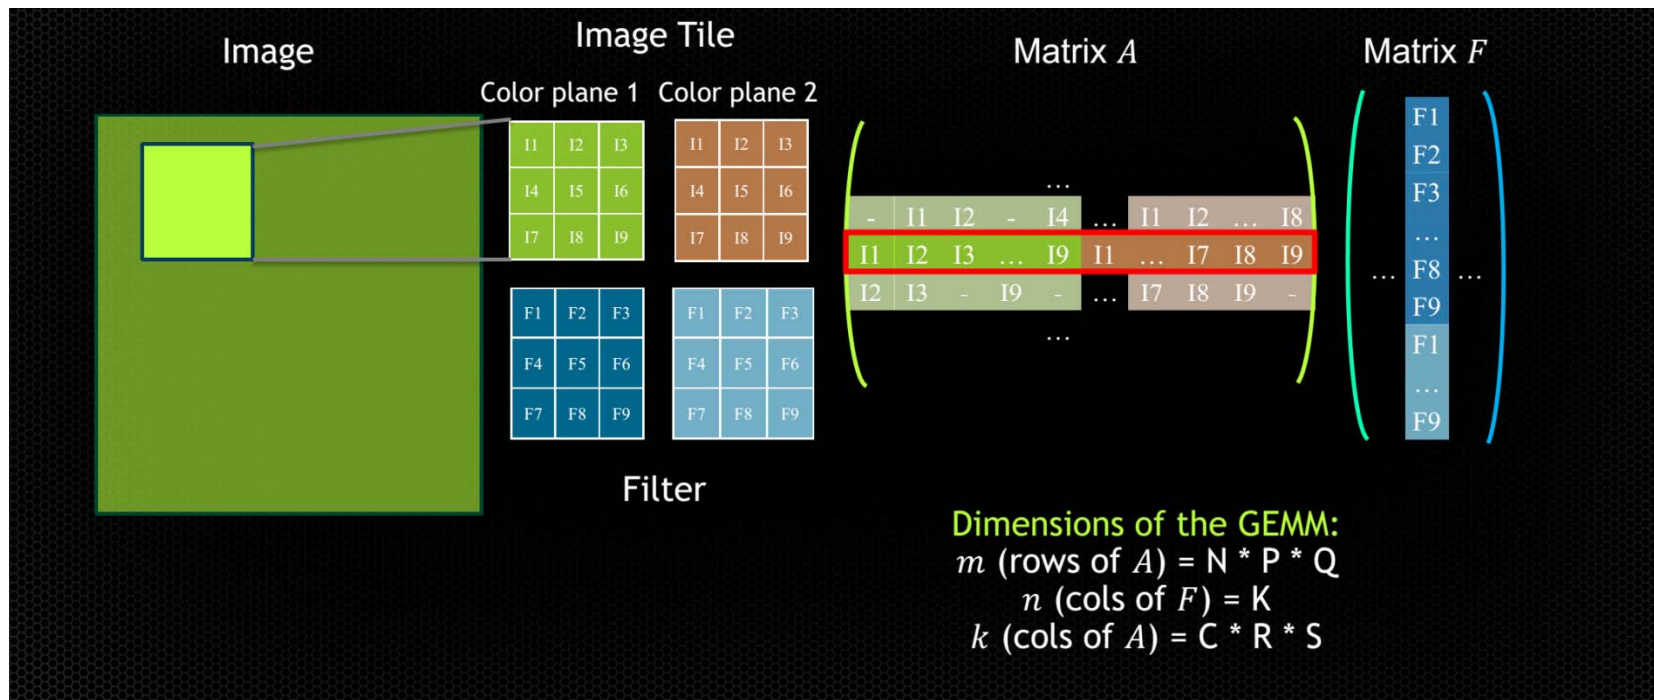 Image
Image Tile
Color plane 1 Color plane 2
I1 I2 I3
I4 I5 I6
I7 I8 I9
I1 I2 I3
I4 I5 I6
I7 I8 I9
F1 F2 F3
F4 F5 F6
F7 F8 F9
F1 F2 F3
F4 F5 F6
F7 F8 F9
Filter
Matrix A
…
- I1 I2 - I4 … I1 I2 … I8
I1 I2 I3 … I9 I1 … I7 I8 I9
I2 I3 - I9 - … I7 I8 I9 -
…
Matrix F
F1
F2
F3
…
… F8 …
F9
F1
…
F9
Dimensions of the GEMM:
m (rows of A) = N * P * Q
n (cols of F) = K
k (cols of A) = C * R * S